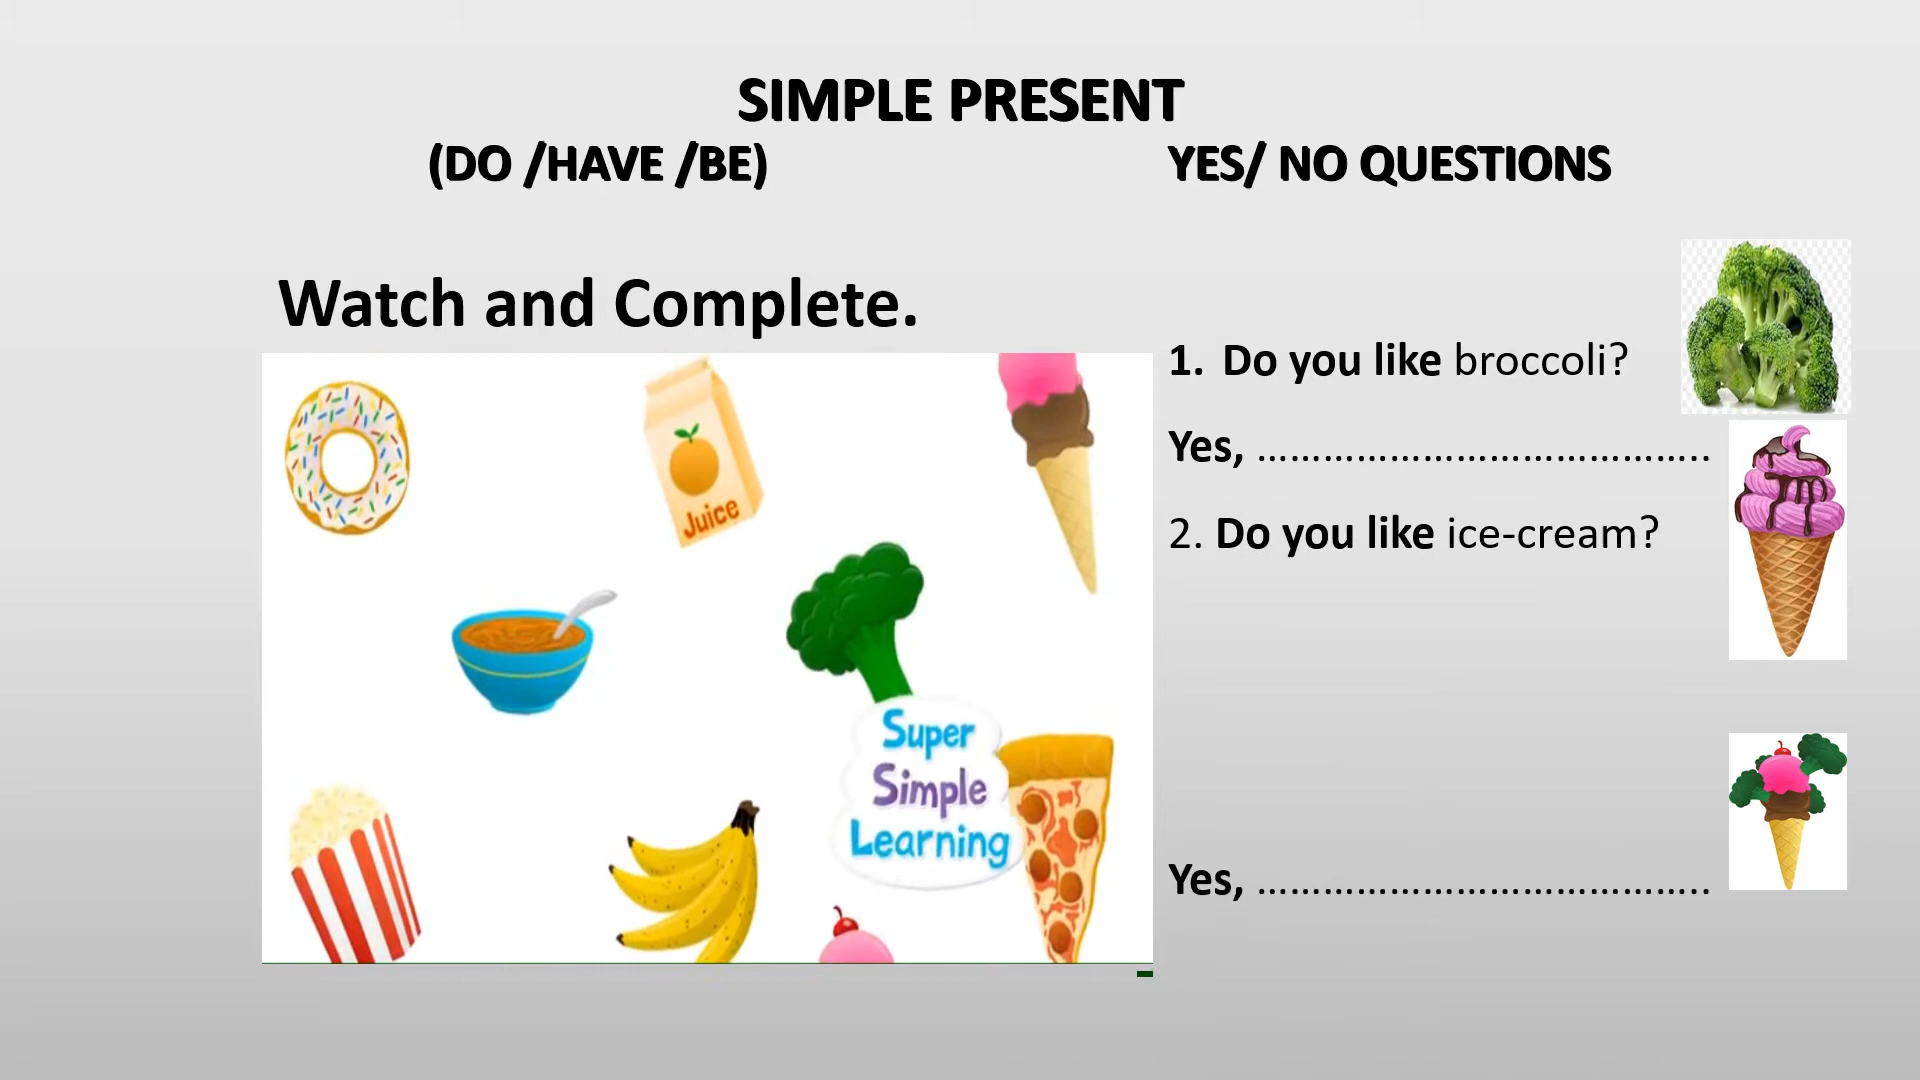 SIMPLE PRESENT
(DO /HAVE /BE) YES/ NO QUESTIONS
Watch and Complete.
Juice
Super
Simple
Learning
1. Do you like broccoli?
Yes, …………………………………..
2. Do you like ice-cream?
Yes, …………………………………..